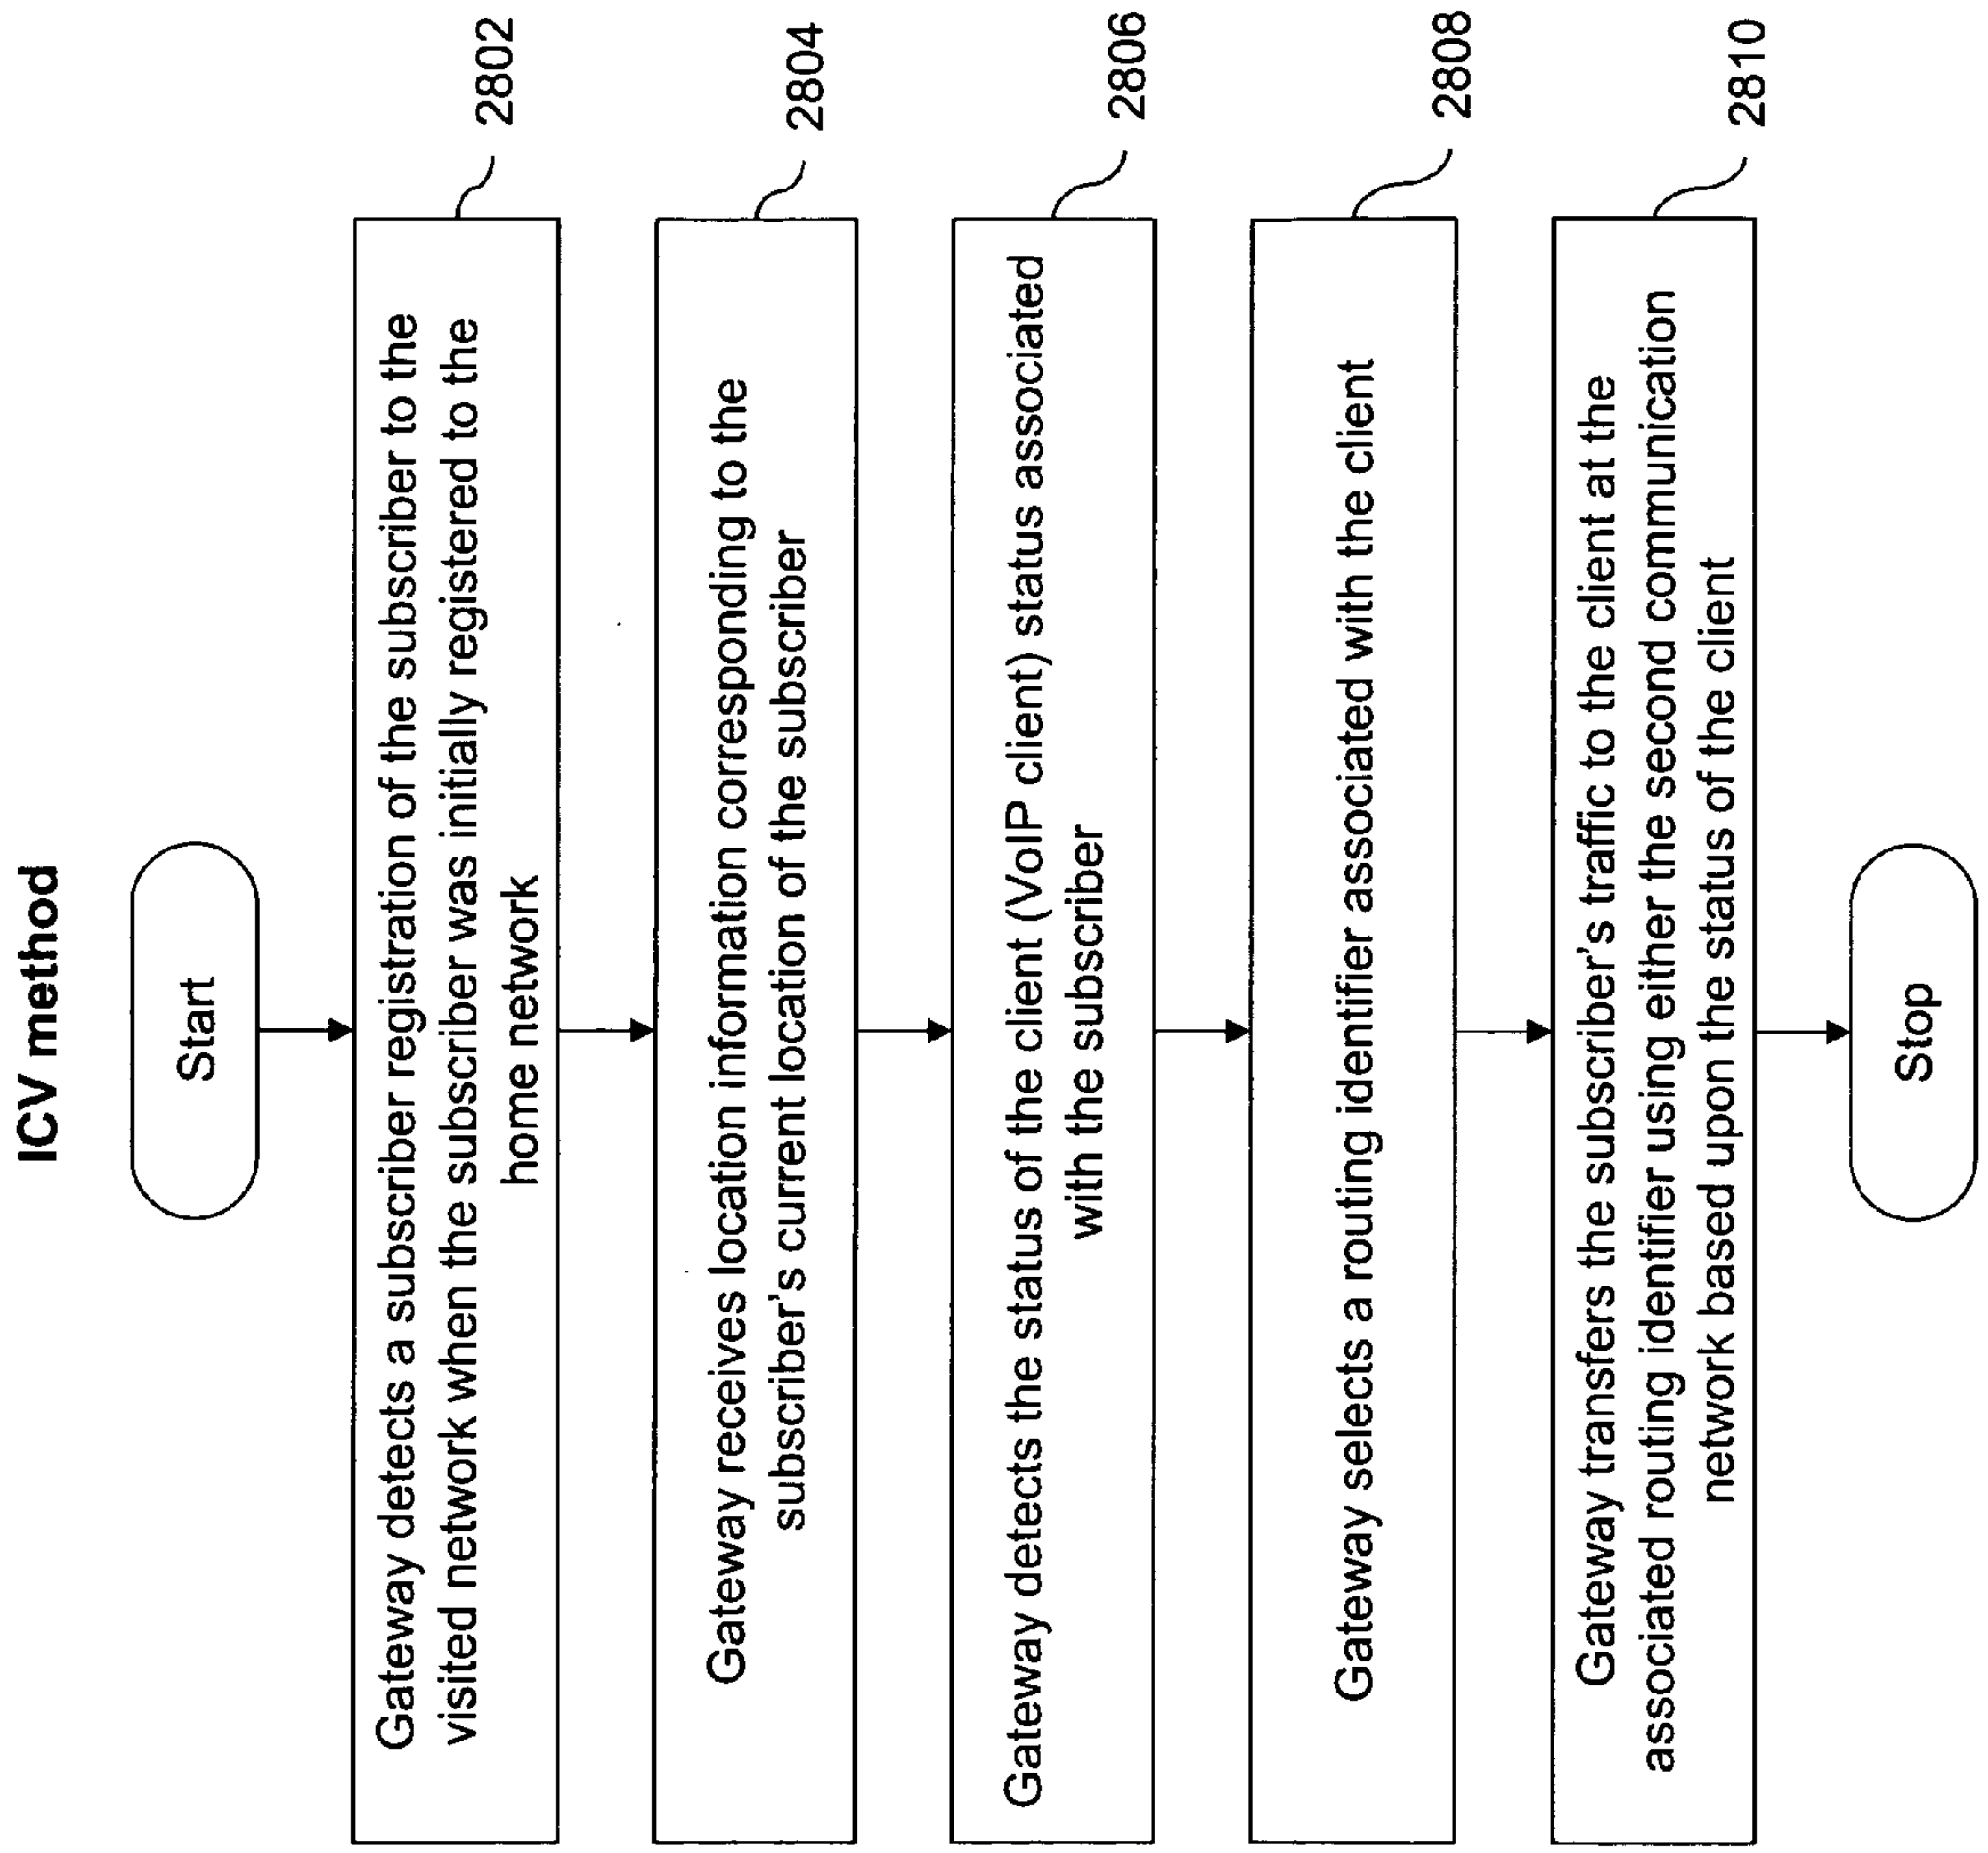 ICV method
Start
Gateway detects a subscriber registration of the subscriber to the
visited network when the subscriber was initially registered to the
home network
2802
Gateway receives location information corresponding to the
subscriber's current location of the subscriber
2804
Gateway detects the status of the client (VoIP client) status associated
with the subscriber
2806
Gateway selects a routing identifier associated with the client
2808
Gateway transfers the subscriber's traffic to the client at the
associated routing identifier using either the second communication
network based upon the status of the client
2810
Stop